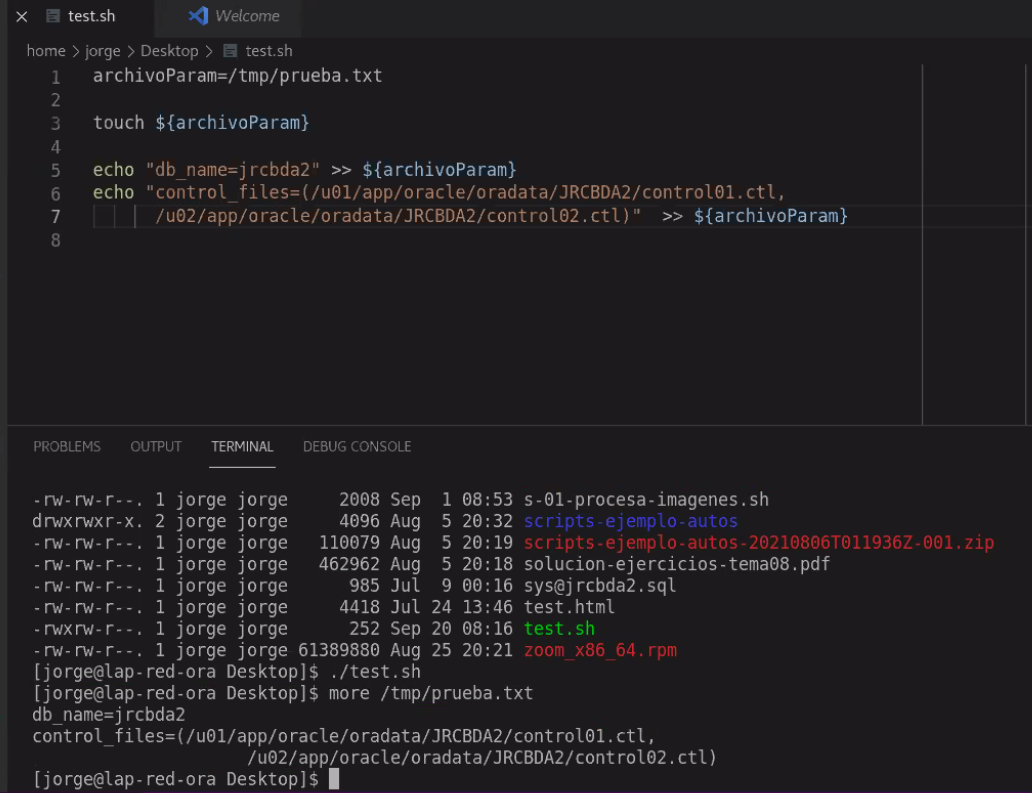 test.sh Welcome
home > jorge > Desktop > test.sh
1 archivoParam=/tmp/prueba.txt
2
3 touch ${archivoParam}
4
5 echo "db_name=jrcbda2" >> ${archivoParam}
6 echo "control_files=(/u01/app/oracle/oradata/JRCBDA2/control01.ctl,
7 /u02/app/oracle/oradata/JRCBDA2/control02.ctl)"  >> ${archivoParam}
8
PROBLEMS OUTPUT TERMINAL DEBUG CONSOLE
-rw-rw-r--. 1 jorge jorge     2008 Sep  1 08:53 s-01-procesa-imagenes.sh
drwxrwxr-x. 2 jorge jorge     4096 Aug  5 20:32 scripts-ejemplo-autos
-rw-rw-r--. 1 jorge jorge   110079 Aug  5 20:19 scripts-ejemplo-autos-20210806T011936Z-001.zip
-rw-rw-r--. 1 jorge jorge   462962 Aug  5 20:18 solucion-ejercicios-tema08.pdf
-rw-rw-r--. 1 jorge jorge      985 Jul  9 00:16 sys@jrcbda2.sql
-rw-rw-r--. 1 jorge jorge     4418 Jul 24 13:46 test.html
-rwxrw-r--. 1 jorge jorge      252 Sep 20 08:16 test.sh
-rw-rw-r--. 1 jorge jorge 61389880 Aug 25 20:21 zoom_x86_64.rpm
[jorge@lap-red-ora Desktop]$ ./test.sh
[jorge@lap-red-ora Desktop]$ more /tmp/prueba.txt
db_name=jrcbda2
control_files=(/u01/app/oracle/oradata/JRCBDA2/control01.ctl,
                     /u02/app/oracle/oradata/JRCBDA2/control02.ctl)
[jorge@lap-red-ora Desktop]$